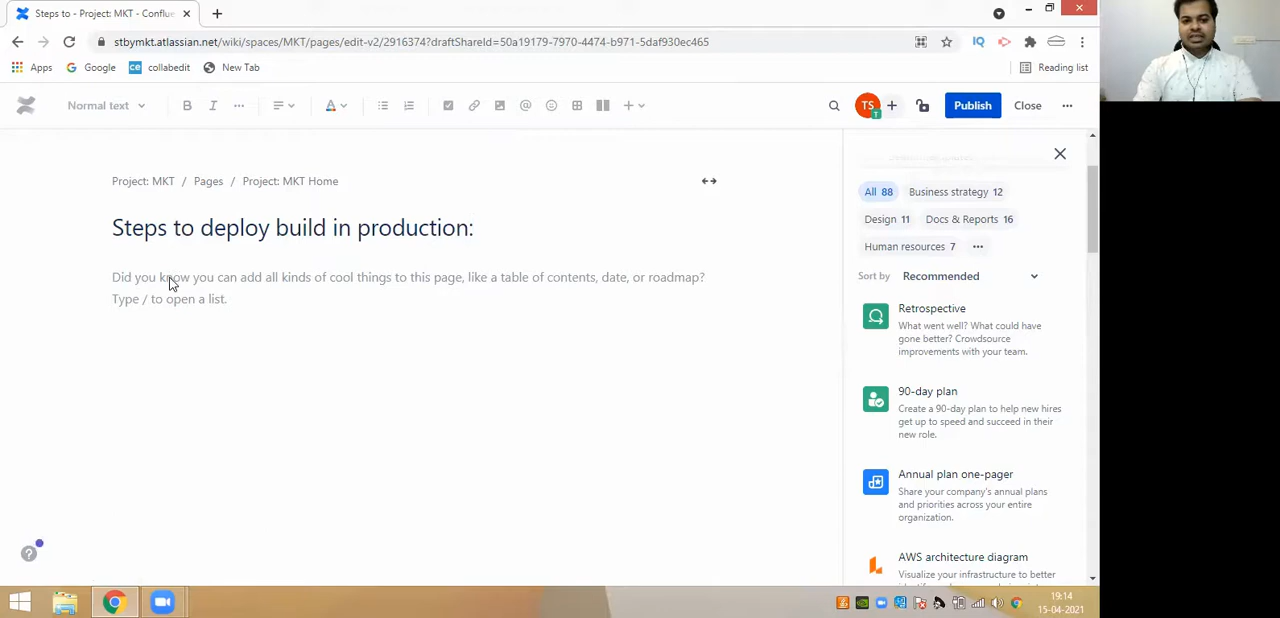 Steps to - Project: MKT - Conflue
stbymkt.atlassian.net/wiki/spaces/MKT/pages/edit-v2/2916374?draftShareId=50a19179-7970-4474-b971-5daf930ec465
IQ
Apps
Google
ce collabedit
New Tab
Reading list
Normal text
B
I
A
@
TS
T
Publish
Close
Project: MKT / Pages / Project: MKT Home
Steps to deploy build in production:
Did you know you can add all kinds of cool things to this page, like a table of contents, date, or roadmap?
Type / to open a list.
All 88
Business strategy 12
Design 11
Docs & Reports 16
Human resources 7
Sort by Recommended
Retrospective
What went well? What could have
gone better? Crowdsource
improvements with your team.
90-day plan
Create a 90-day plan to help new hires
get up to speed and succeed in their
new role.
Annual plan one-pager
Share your company's annual plans
and priorities across your entire
organization.
AWS architecture diagram
Visualize your infrastructure to better
?
19:14
15-04-2021